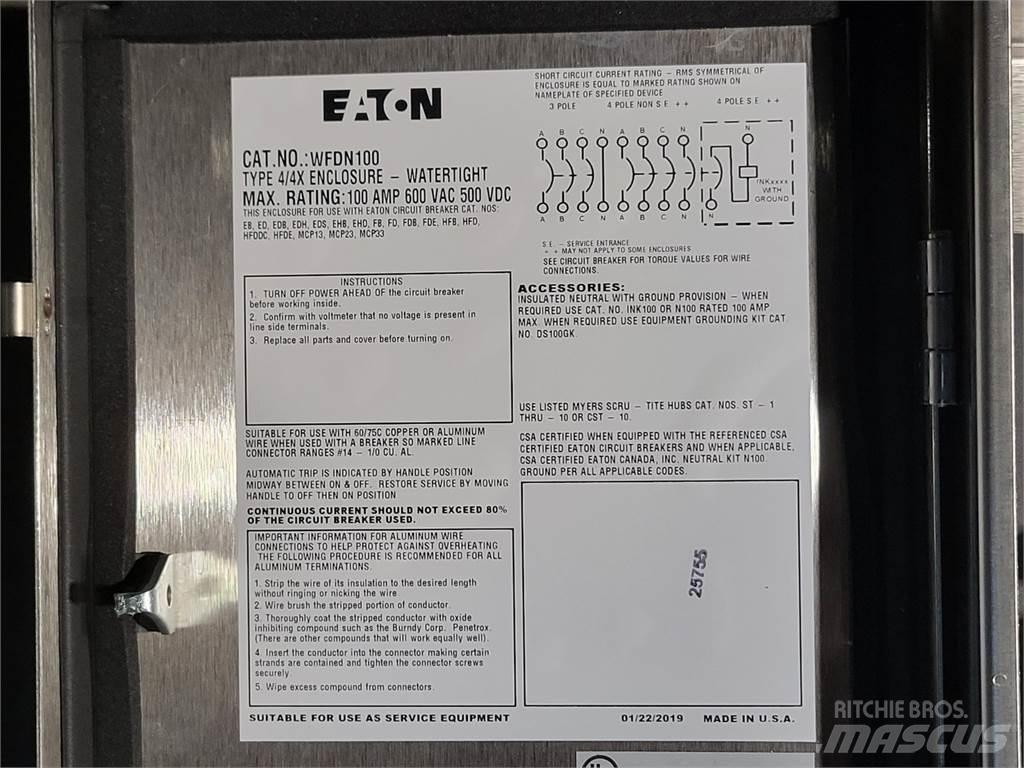 EATON
CAT.NO.:WFDN100
TYPE 4/4X ENCLOSURE - WATERTIGHT
MAX. RATING:100 AMP 600 VAC 500 VDC
THIS ENCLOSURE FOR USE WITH EATON CIRCUIT BREAKER CAT. NOS:
EB, ED, EDB, EDH, EDS, EHB, EHD, FB, FD, FDB, FDE, HFB, HFD,
HFDDC, HFDE, MCP13, MCP23, MCP33
INSTRUCTIONS
1. TURN OFF POWER AHEAD OF the circuit breaker
before working inside.
2. Confirm with voltmeter that no voltage is present in
line side terminals.
3. Replace all parts and cover before turning on.
SUITABLE FOR USE WITH 60/75C COPPER OR ALUMINUM
WIRE WHEN USED WITH A BREAKER SO MARKED LINE
CONNECTOR RANGES #14 - 1/0 CU. AL.
AUTOMATIC TRIP IS INDICATED BY HANDLE POSITION
MIDWAY BETWEEN ON & OFF. RESTORE SERVICE BY MOVING
HANDLE TO OFF THEN ON POSITION
CONTINUOUS CURRENT SHOULD NOT EXCEED 80%
OF THE CIRCUIT BREAKER USED.
IMPORTANT INFORMATION FOR ALUMINUM WIRE
CONNECTIONS TO HELP PROTECT AGAINST OVERHEATING.
THE FOLLOWING PROCEDURE IS RECOMMENDED FOR ALL
ALUMINUM TERMINATIONS.
1. Strip the wire of its insulation to the desired length
without ringing or nicking the wire
2. Wire brush the stripped portion of conductor.
3. Thoroughly coat the stripped conductor with oxide
inhibiting compound such as the Burndy Corp. Penetrox.
(There are other compounds that will work equally well).
4. Insert the conductor into the connector making certain
strands are contained and tighten the connector screws
securely.
5. Wipe excess compound from connectors.
SUITABLE FOR USE AS SERVICE EQUIPMENT
SHORT CIRCUIT CURRENT RATING - RMS SYMMETRICAL OF
ENCLOSURE IS EQUAL TO MARKED RATING SHOWN ON
NAMEPLATE OF SPECIFIED DEVICE
3 POLE 4 POLE NON S.E. + + 4 POLE S.E. + +
A B C N A B C N N
INKxxxx
WITH
GROUND
A B C N A B C N N
S.E. - SERVICE ENTRANCE
+ + MAY NOT APPLY TO SOME ENCLOSURES
SEE CIRCUIT BREAKER FOR TORQUE VALUES FOR WIRE
CONNECTIONS.
ACCESSORIES:
INSULATED NEUTRAL WITH GROUND PROVISION - WHEN
REQUIRED USE CAT. NO. INK100 OR N100 RATED 100 AMP
MAX. WHEN REQUIRED USE EQUIPMENT GROUNDING KIT CAT.
NO. DS100GK.
USE LISTED MYERS SCRU - TITE HUBS CAT. NOS. ST - 1
THRU - 10 OR CST - 10.
CSA CERTIFIED WHEN EQUIPPED WITH THE REFERENCED CSA
CERTIFIED EATON CIRCUIT BREAKERS AND WHEN APPLICABLE,
CSA CERTIFIED EATON CANADA, INC. NEUTRAL KIT N100.
GROUND PER ALL APPLICABLE CODES.
25755
01/22/2019 MADE IN U.S.A.
RITCHIE BROS.
MASCUS